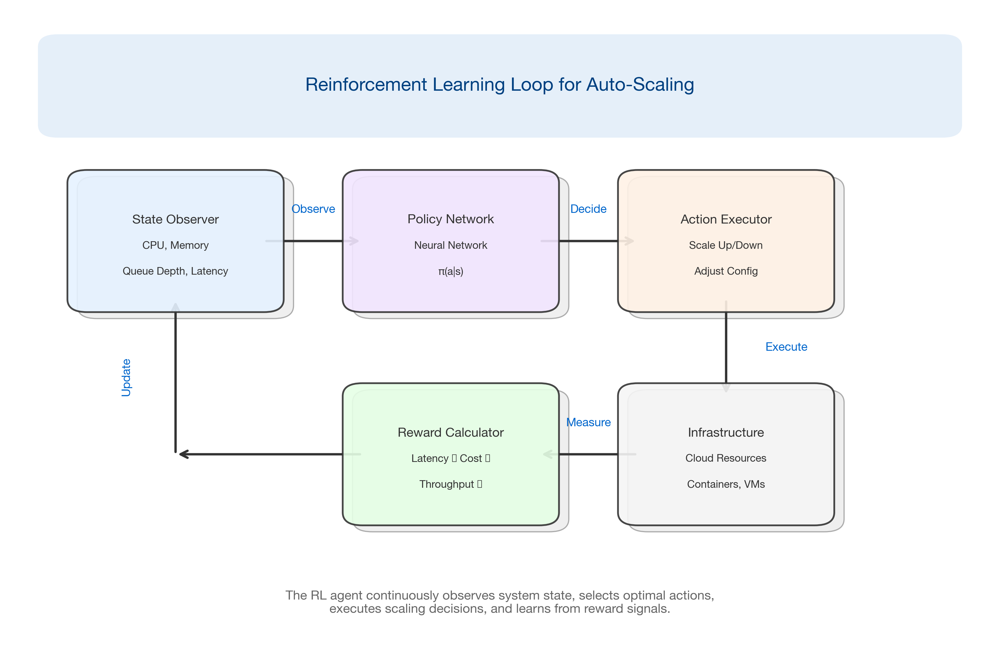 Reinforcement Learning Loop for Auto-Scaling
State Observer
CPU, Memory
Queue Depth, Latency
Observe
Policy Network
Neural Network
π(a|s)
Decide
Action Executor
Scale Up/Down
Adjust Config
Execute
Update
Reward Calculator
Latency ▯ Cost ▯
Throughput ▯
Measure
Infrastructure
Cloud Resources
Containers, VMs
The RL agent continuously observes system state, selects optimal actions,
executes scaling decisions, and learns from reward signals.